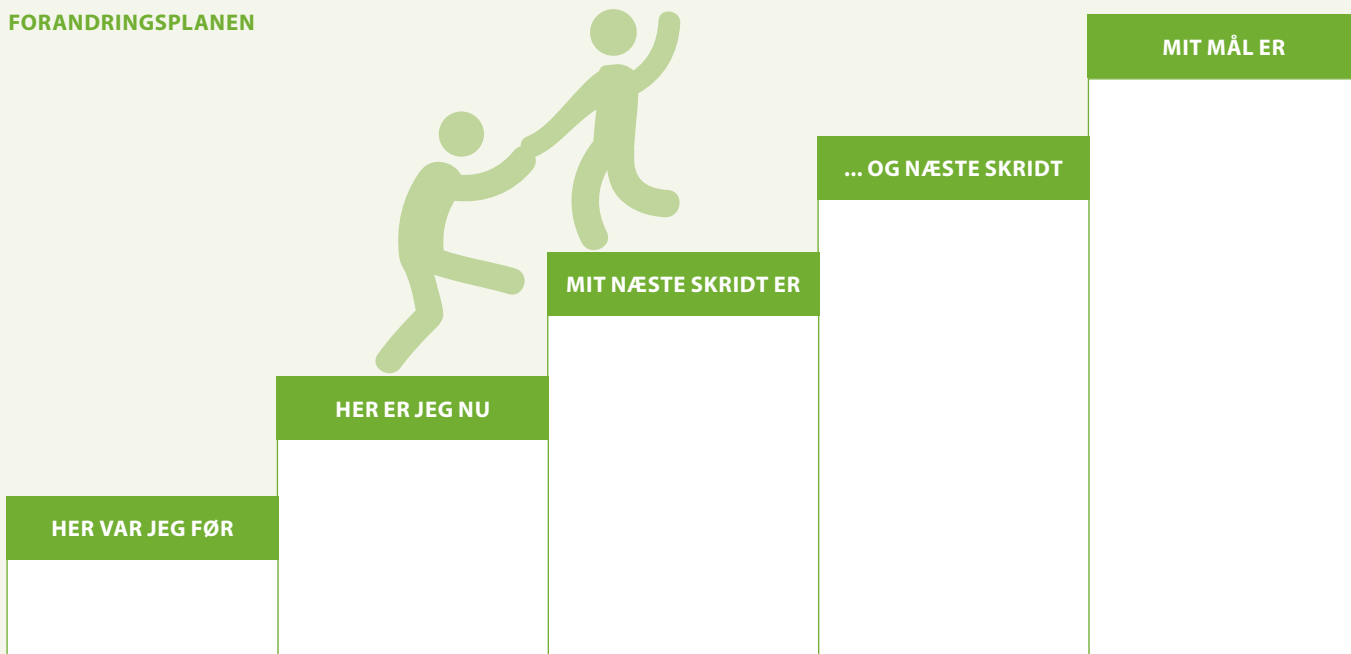 FORANDRINGSPLANEN
HER VAR JEG FØR
HER ER JEG NU
MIT NÆSTE SKRIDT ER
... OG NÆSTE SKRIDT
MIT MÅL ER